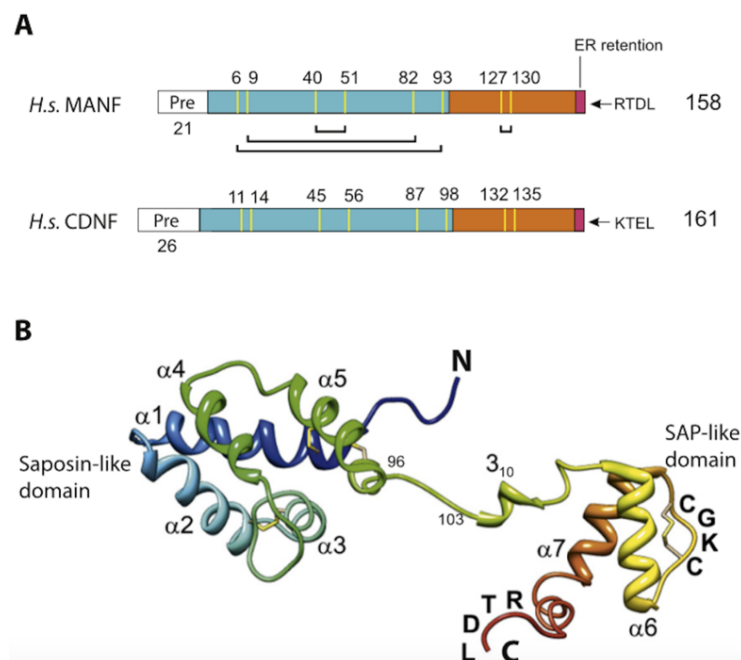 A
ER retention
6 9 40 51 82 93 127 130
H.s. MANF Pre RTDL 158
21
11 14 45 56 87 98 132 135
H.s. CDNF Pre KTEL 161
26
B
N
α4
α5
α1
SAP-like
domain
Saposin-like
domain
96
3₁₀
103
C
G
K
C
α2
α3
α7
α6
T R
D
L C